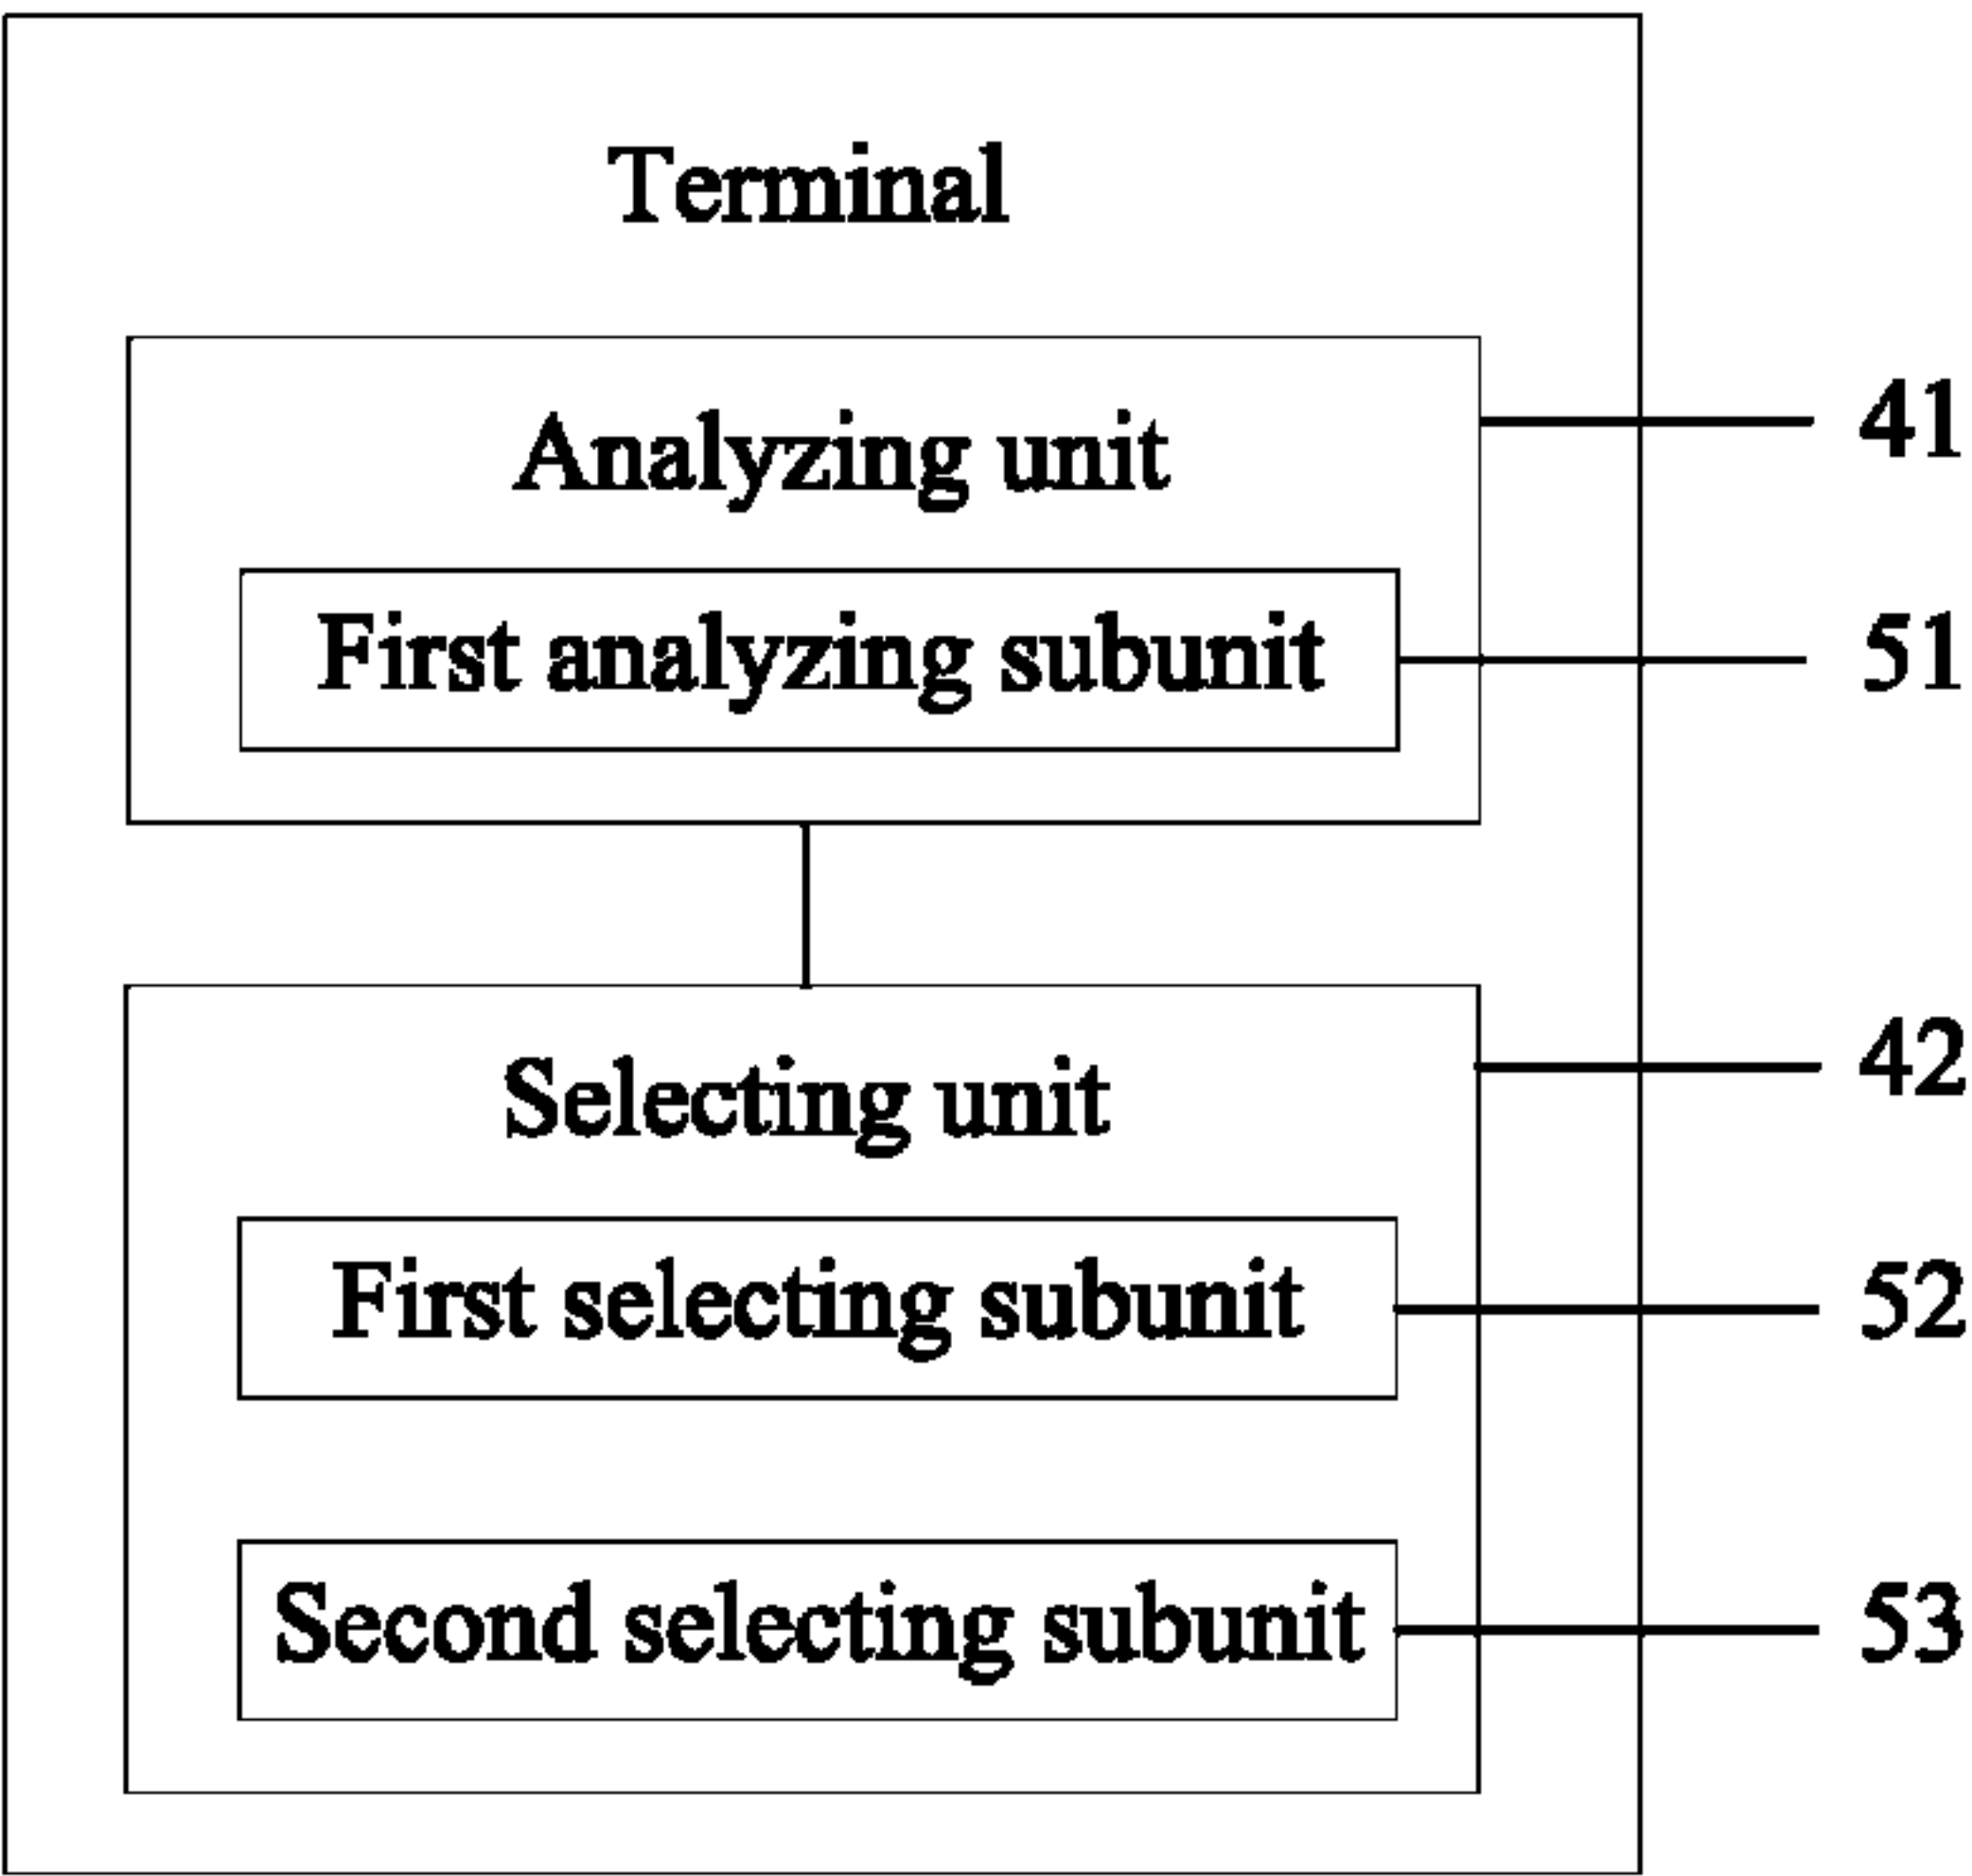 Terminal
Analyzing unit 41
First analyzing subunit 51
Selecting unit 42
First selecting subunit 52
Second selecting subunit 53